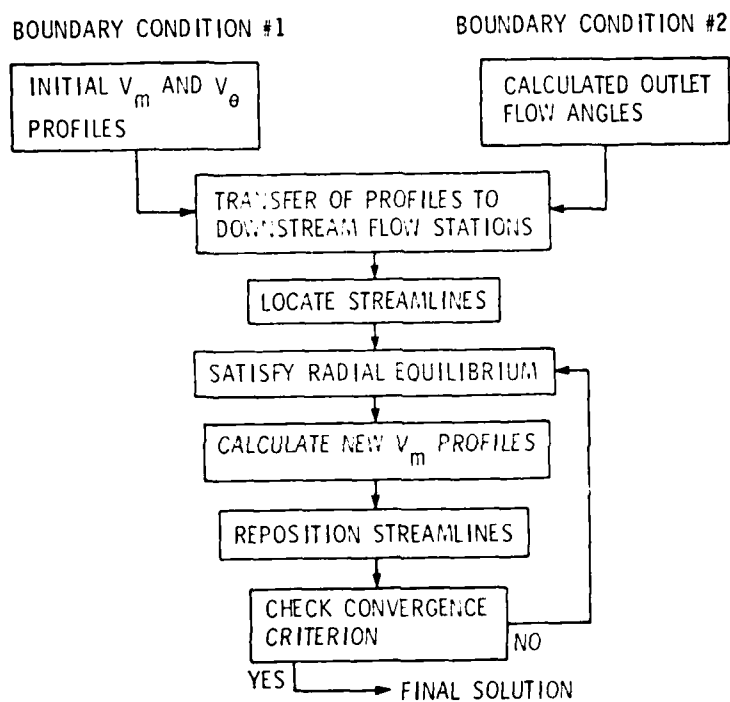 BOUNDARY CONDITION #1
BOUNDARY CONDITION #2
INITIAL Vm AND Vθ
PROFILES
CALCULATED OUTLET
FLOW ANGLES
TRANSFER OF PROFILES TO
DOWNSTREAM FLOW STATIONS
LOCATE STREAMLINES
SATISFY RADIAL EQUILIBRIUM
CALCULATE NEW Vm PROFILES
REPOSITION STREAMLINES
CHECK CONVERGENCE
CRITERION
NO
YES
FINAL SOLUTION